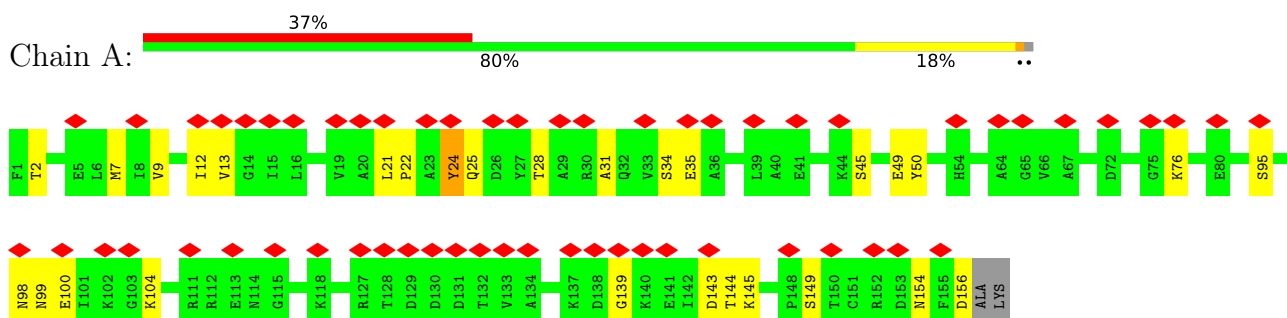 37%
Chain A:
80% 18% ••
F1 T2 E5 L6 M7 I8 V9 I12 V13 G14 I15 L16 V19 A20 L21 P22 A23 Y24 Q25 D26 Y27 T28 A29 R30 A31 Q32 V33 S34 E35 A36 L39 A40 E41 K44 S45 E49 Y50 H54 A64 G65 V66 A67 D72 G75 K76 E80 S95
N98 N99 E100 I101 K102 G103 K104 R111 R112 E113 N114 G115 K118 R127 T128 D129 D130 D131 T132 V133 A134 K137 D138 G139 K140 E141 I142 D143 T144 K145 P148 S149 T150 C151 R152 D153 N154 F155 D156 ALA LYS